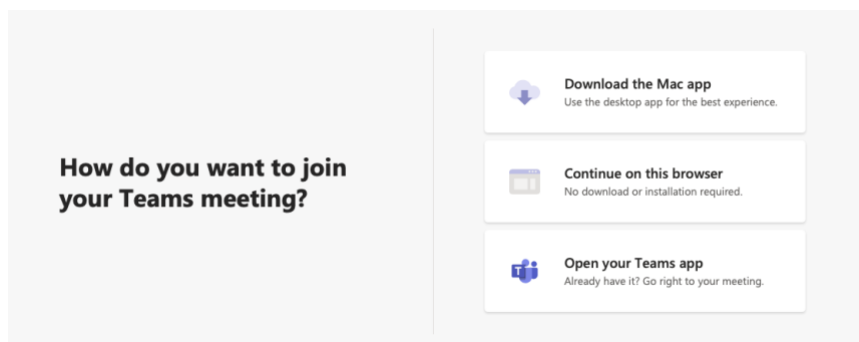 How do you want to join
your Teams meeting?
Download the Mac app
Use the desktop app for the best experience.
Continue on this browser
No download or installation required.
T
Open your Teams app
Already have it? Go right to your meeting.